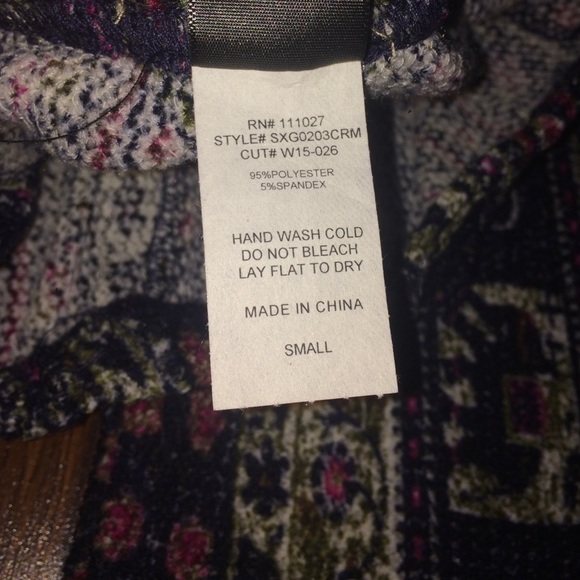 RN# 111027
STYLE# SXG0203CRM
CUT# W15-026
95%POLYESTER
5%SPANDEX
HAND WASH COLD
DO NOT BLEACH
LAY FLAT TO DRY
MADE IN CHINA
SMALL